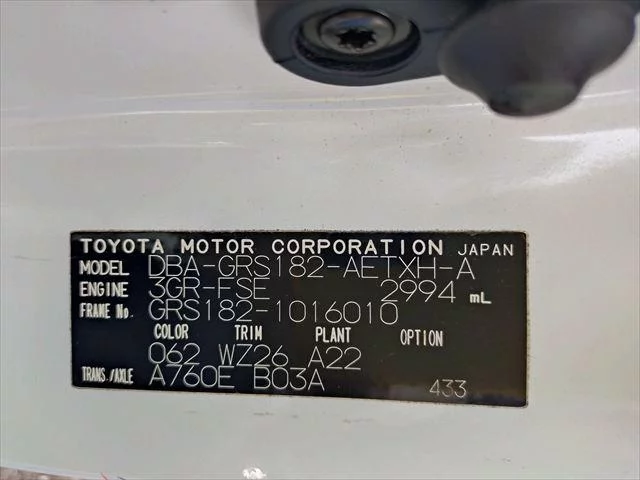 TOYOTA MOTOR CORPORATION JAPAN
MODEL DBA-GRS182-AETXH-A
ENGINE 3GR-FSE 2994 mL
FRAME No. GRS182-1016010
COLOR TRIM PLANT OPTION
062 WZ26 A22
TRANS./AXLE A760E B03A 433